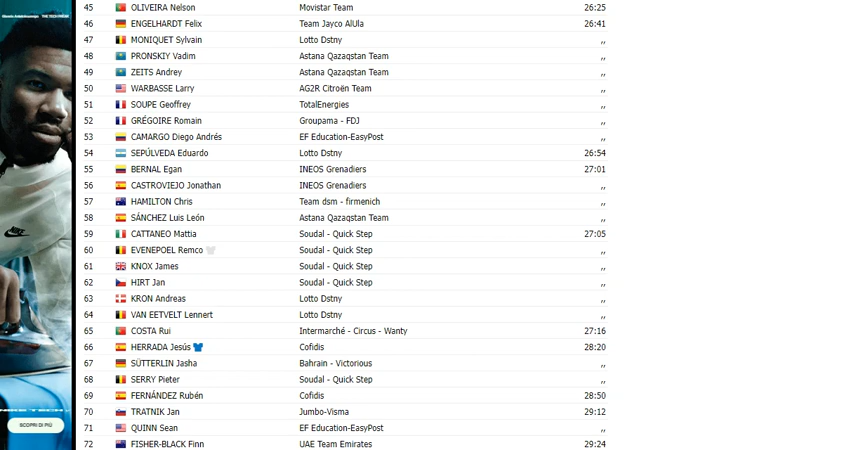 45 OLIVEIRA Nelson Movistar Team 26:25
46 ENGELHARDT Felix Team Jayco AlUla 26:41
47 MONIQUET Sylvain Lotto Dstny ,,
48 PRONSKIY Vadim Astana Qazaqstan Team ,,
49 ZEITS Andrey Astana Qazaqstan Team ,,
50 WARBASSE Larry AG2R Citroën Team ,,
51 SOUPE Geoffrey TotalEnergies ,,
52 GRÉGOIRE Romain Groupama - FDJ ,,
53 CAMARGO Diego Andrés EF Education-EasyPost ,,
54 SEPÚLVEDA Eduardo Lotto Dstny 26:54
55 BERNAL Egan INEOS Grenadiers 27:01
56 CASTROVIEJO Jonathan INEOS Grenadiers ,,
57 HAMILTON Chris Team dsm - firmenich ,,
58 SÁNCHEZ Luis León Astana Qazaqstan Team ,,
59 CATTANEO Mattia Soudal - Quick Step 27:05
60 EVENEPOEL Remco Soudal - Quick Step ,,
61 KNOX James Soudal - Quick Step ,,
62 HIRT Jan Soudal - Quick Step ,,
63 KRON Andreas Lotto Dstny ,,
64 VAN EETVELT Lennert Lotto Dstny ,,
65 COSTA Rui Intermarché - Circus - Wanty 27:16
66 HERRADA Jesús Cofidis 28:20
67 SÜTTERLIN Jasha Bahrain - Victorious ,,
68 SERRY Pieter Soudal - Quick Step ,,
69 FERNÁNDEZ Rubén Cofidis 28:50
70 TRATNIK Jan Jumbo-Visma 29:12
71 QUINN Sean EF Education-EasyPost ,,
72 FISHER-BLACK Finn UAE Team Emirates 29:24
SCOPRI DI PIÙ